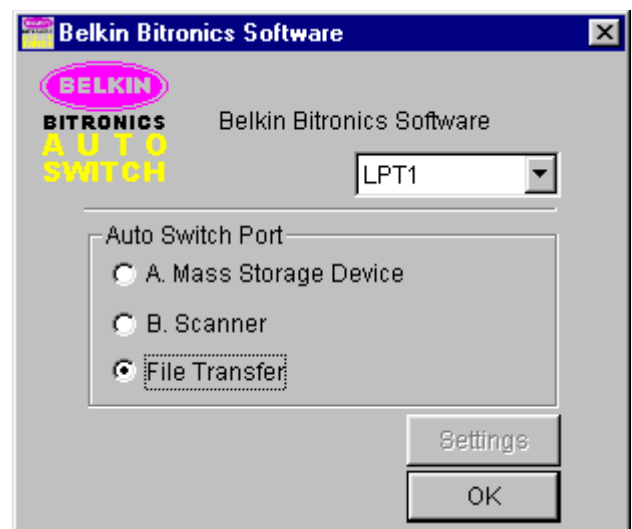 Belkin Bitronics Software
BELKIN
BITRONICS
AUTO
SWITCH
Belkin Bitronics Software
LPT1
Auto Switch Port
A. Mass Storage Device
B. Scanner
File Transfer
Settings
OK